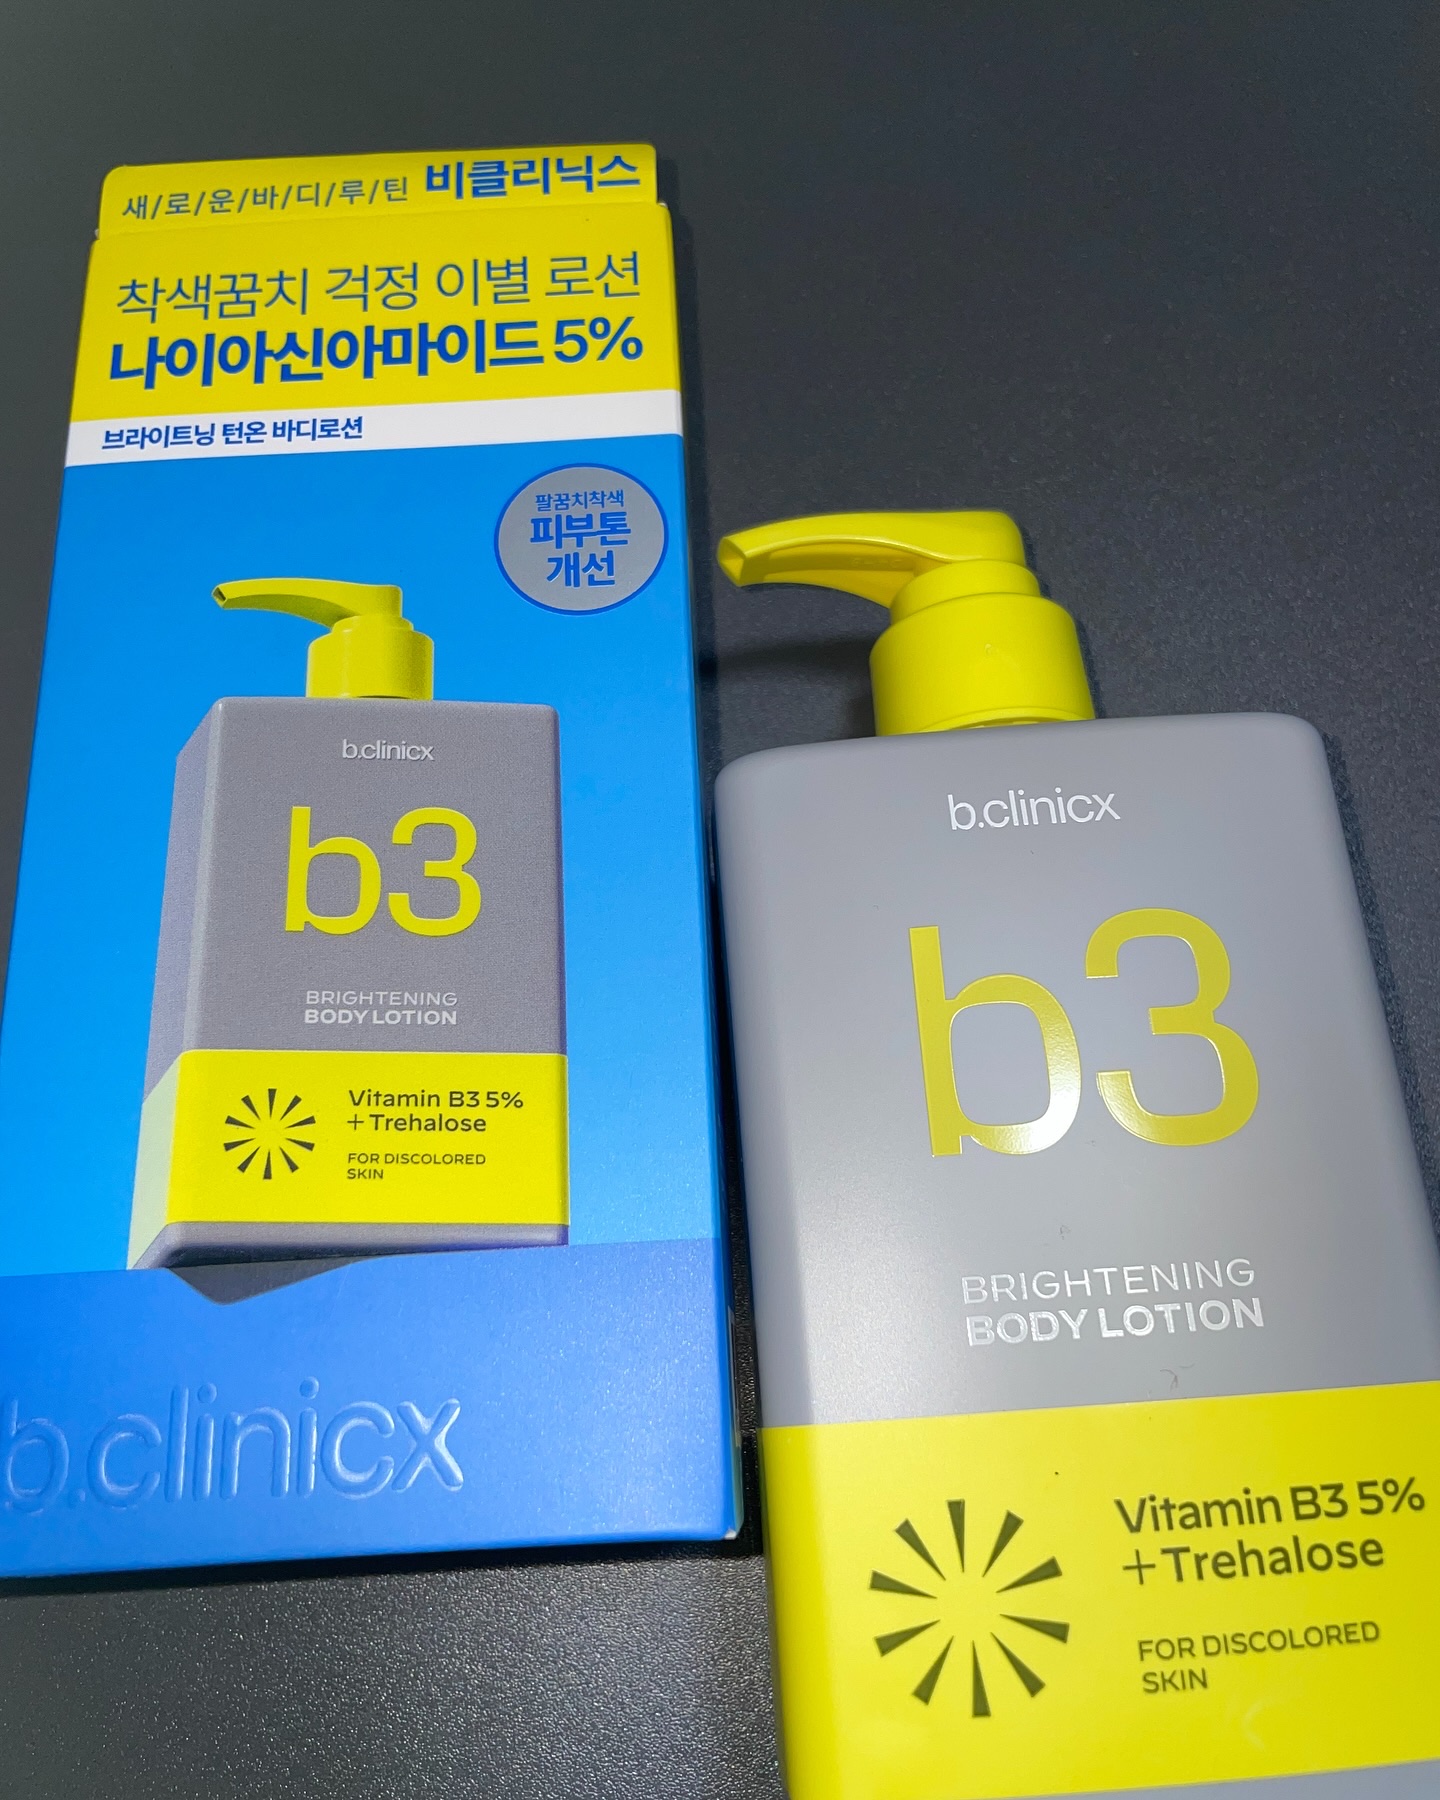 새/로/운/바/디/루/틴 비클리닉스
착색꿈치 걱정 이별 로션
나이아신아마이드 5%
브라이트닝 턴온 바디로션
팔꿈치착색
피부톤
개선
b.clinicx
b3
BRIGHTENING
BODY LOTION
Vitamin B3 5%
+Trehalose
FOR DISCOLORED
SKIN
b.clinicx
b.clinicx
b3
BRIGHTENING
BODY LOTION
Vitamin B3 5%
+Trehalose
FOR DISCOLORED
SKIN